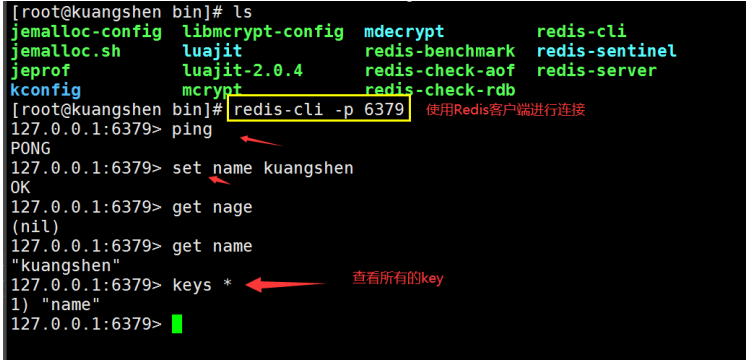 [root@kuangshen bin]# ls
jemalloc-config libmcrypt-config mdecrypt redis-cli
jemalloc.sh luajit redis-benchmark redis-sentinel
jeprof luajit-2.0.4 redis-check-aof redis-server
kconfig mcrypt redis-check-rdb
[root@kuangshen bin]# redis-cli -p 6379 使用Redis客户端进行连接
127.0.0.1:6379> ping
PONG
127.0.0.1:6379> set name kuangshen
OK
127.0.0.1:6379> get nage
(nil)
127.0.0.1:6379> get name
"kuangshen"
127.0.0.1:6379> keys * 查看所有的key
1) "name"
127.0.0.1:6379>